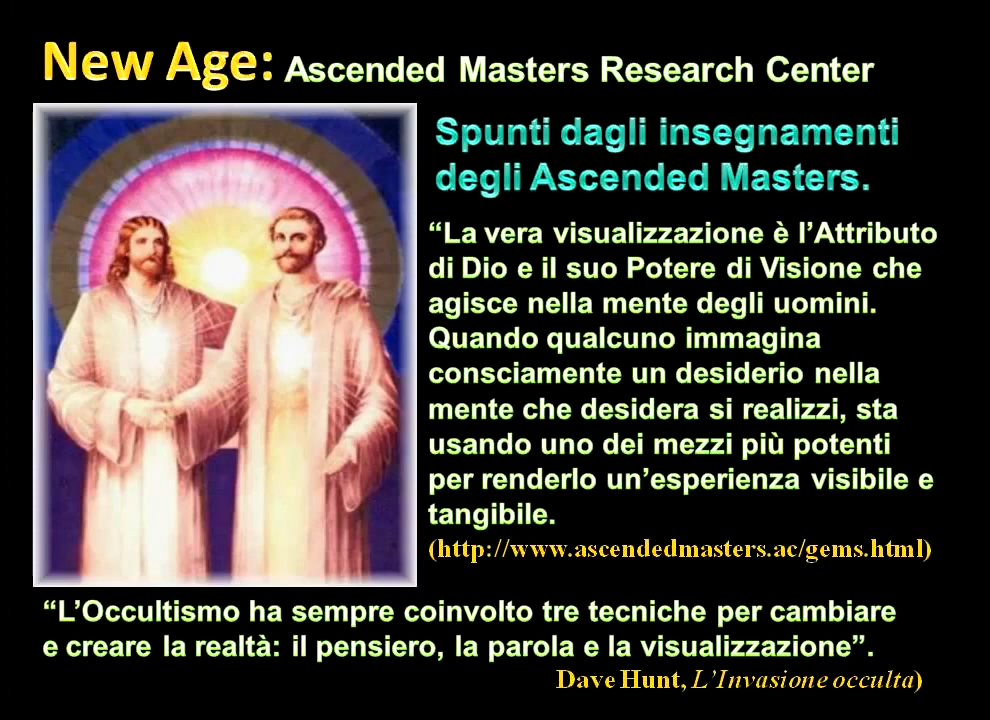 New Age: Ascended Masters Research Center
Spunti dagli insegnamenti
degli Ascended Masters.
“La vera visualizzazione è l’Attributo
di Dio e il suo Potere di Visione che
agisce nella mente degli uomini.
Quando qualcuno immagina
consciamente un desiderio nella
mente che desidera si realizzi, sta
usando uno dei mezzi più potenti
per renderlo un’esperienza visibile e
tangibile.
(http://www.ascendedmasters.ac/gems.html)
“L’Occultismo ha sempre coinvolto tre tecniche per cambiare
e creare la realtà: il pensiero, la parola e la visualizzazione”.
Dave Hunt, L’Invasione occulta)